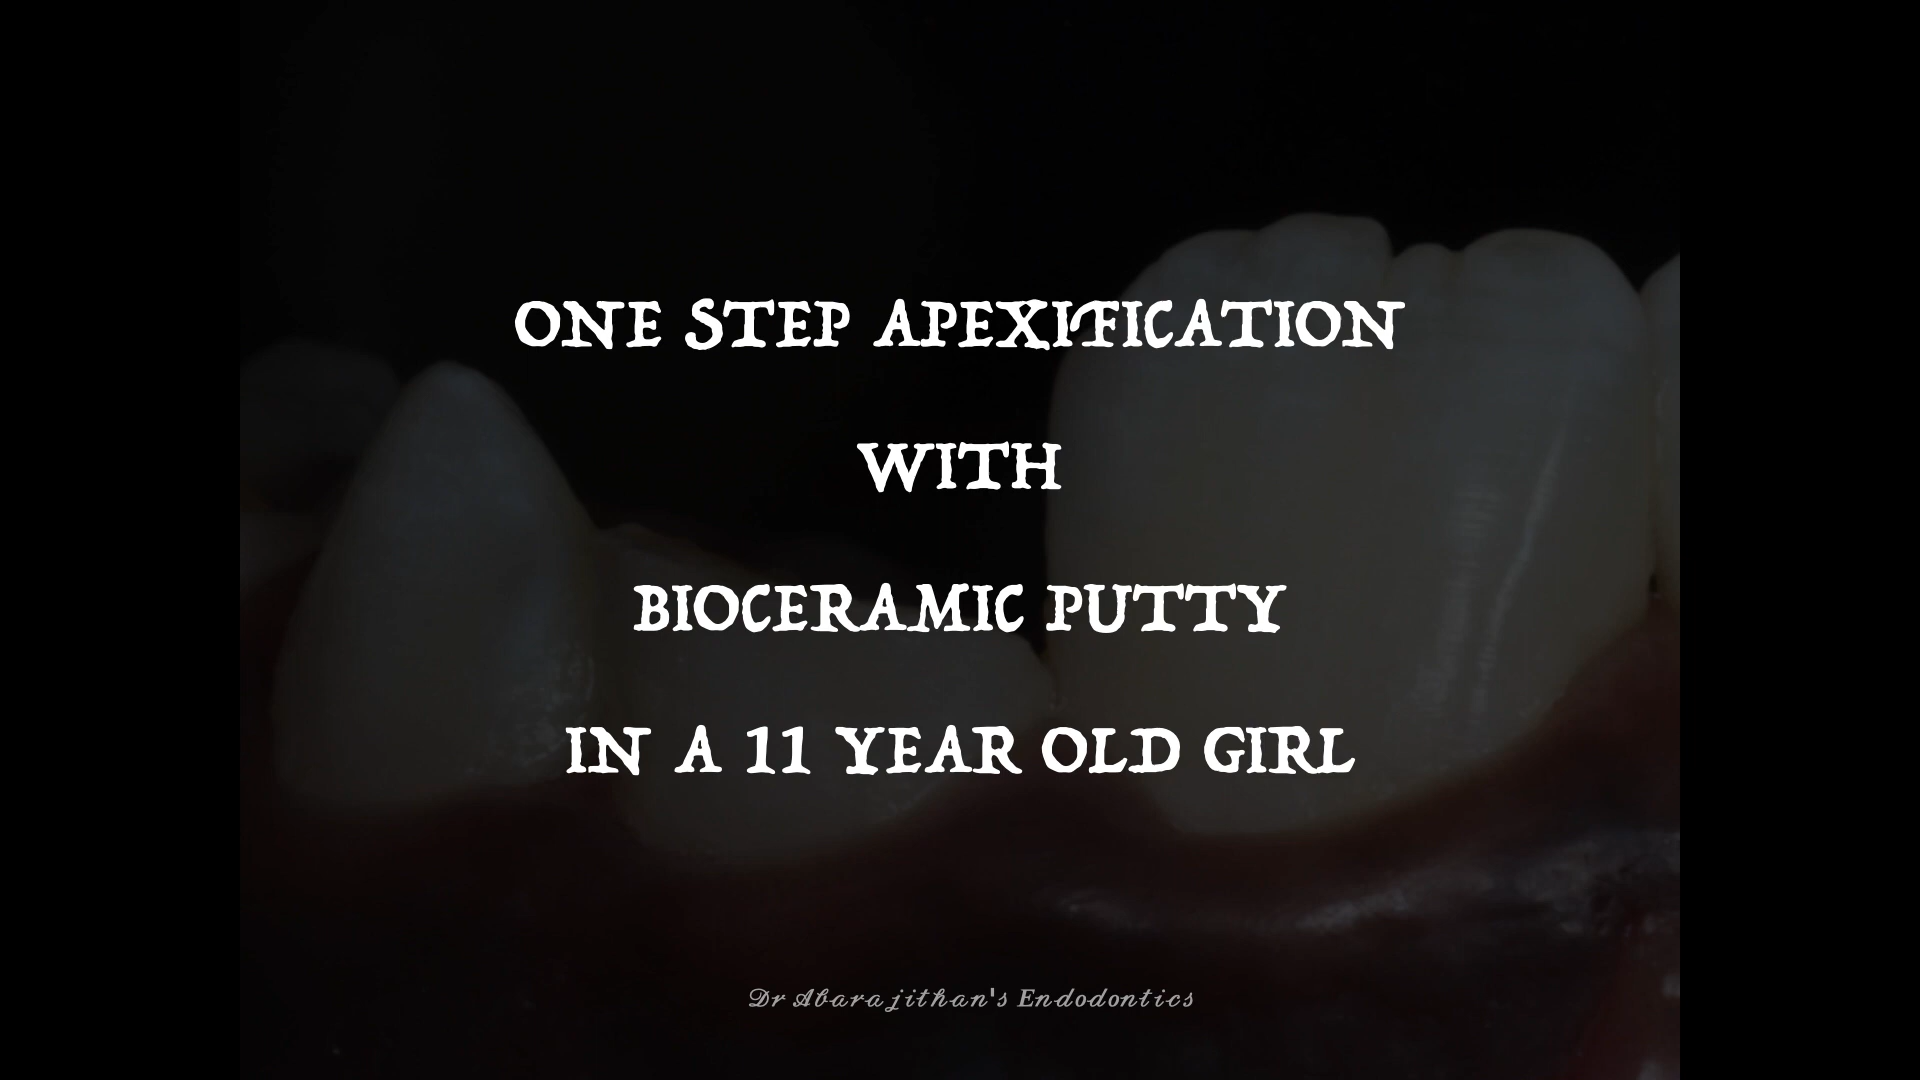 ONE STEP APEXIFICATION
WITH
BIOCERAMIC PUTTY
IN A 11 YEAR OLD GIRL
Dr Abarajithan's Endodontics